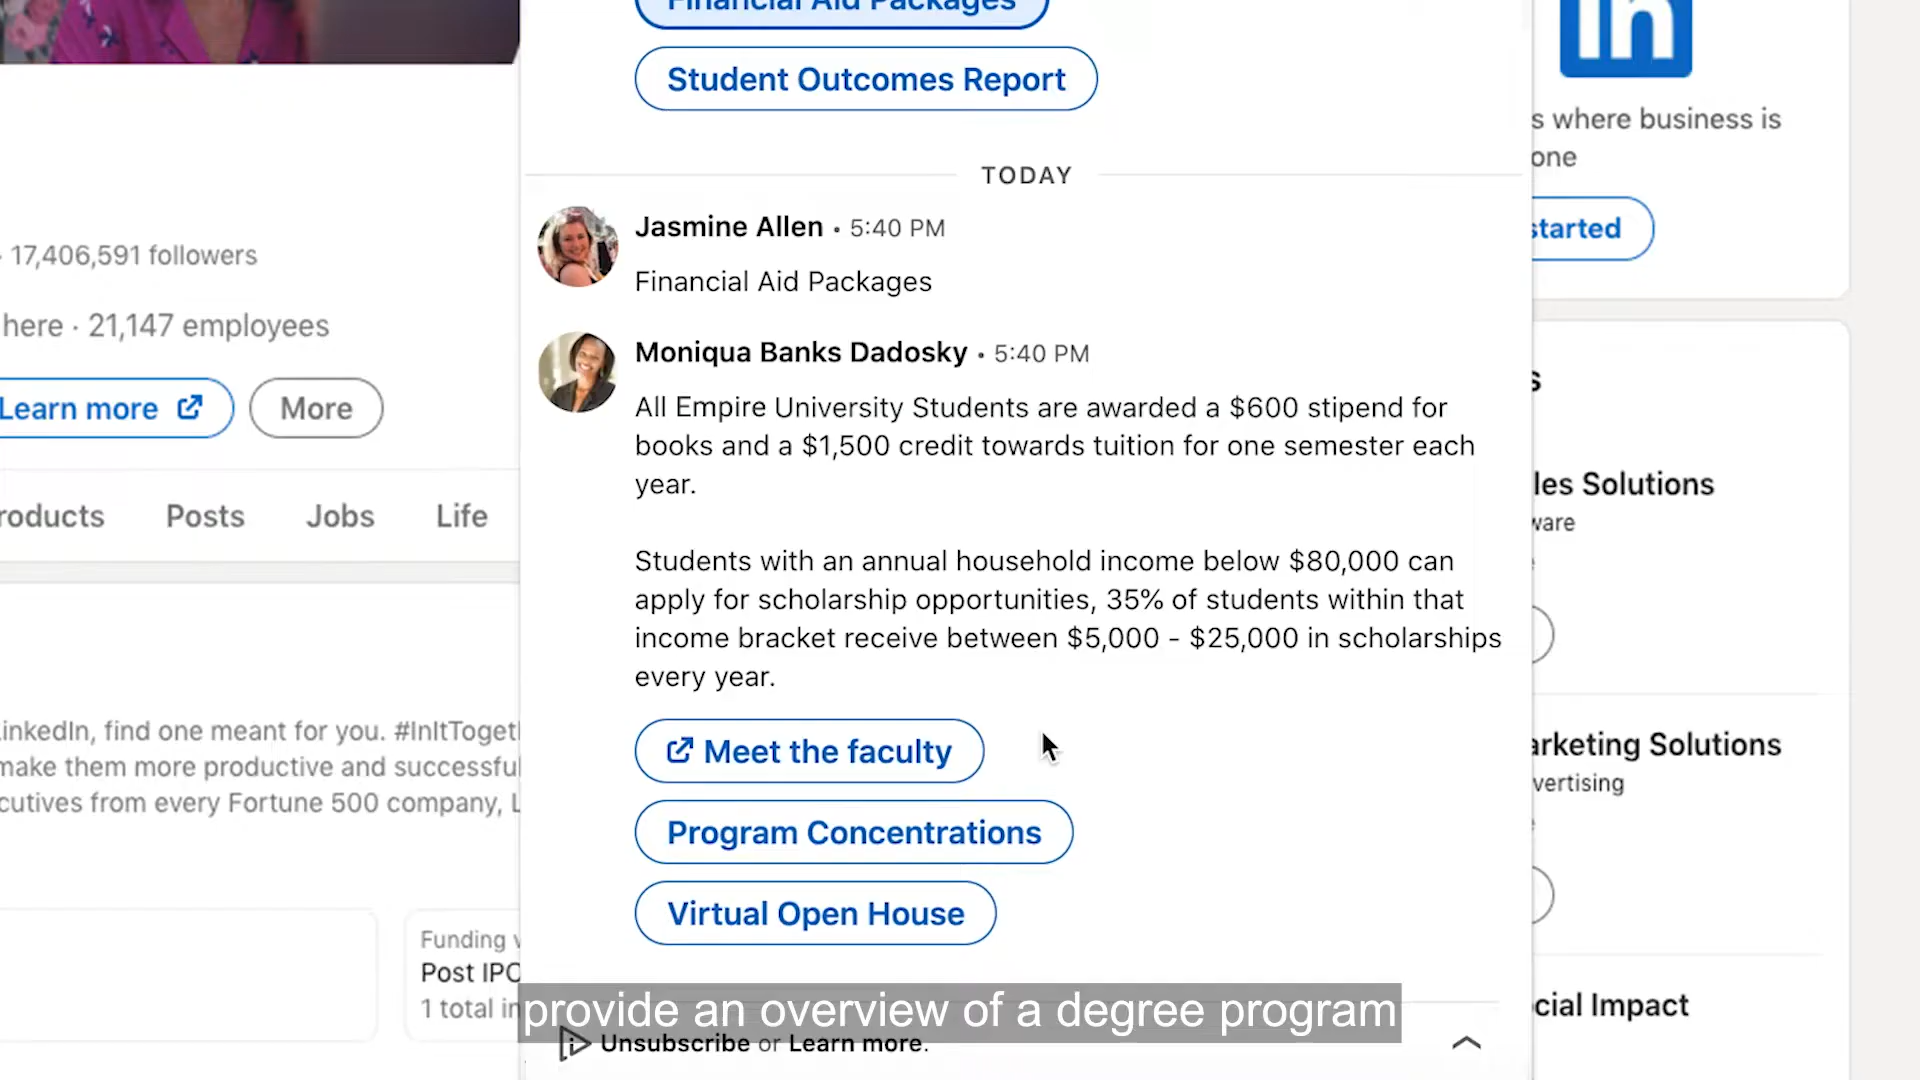 Financial Aid Packages
Student Outcomes Report
in
s where business is
one
started
TODAY
Jasmine Allen • 5:40 PM
Financial Aid Packages
Moniqua Banks Dadosky • 5:40 PM
All Empire University Students are awarded a $600 stipend for
books and a $1,500 credit towards tuition for one semester each
year.
Students with an annual household income below $80,000 can
apply for scholarship opportunities, 35% of students within that
income bracket receive between $5,000 - $25,000 in scholarships
every year.
Meet the faculty
Program Concentrations
Virtual Open House
Unsubscribe or Learn more.
provide an overview of a degree program
· 17,406,591 followers
here · 21,147 employees
Learn more
More
roducts
Posts
Jobs
Life
inkedIn, find one meant for you. #InItTogeth
make them more productive and successful
cutives from every Fortune 500 company, L
Funding
Post IPO
1 total in
s
les Solutions
ware
arketing Solutions
vertising
cial Impact